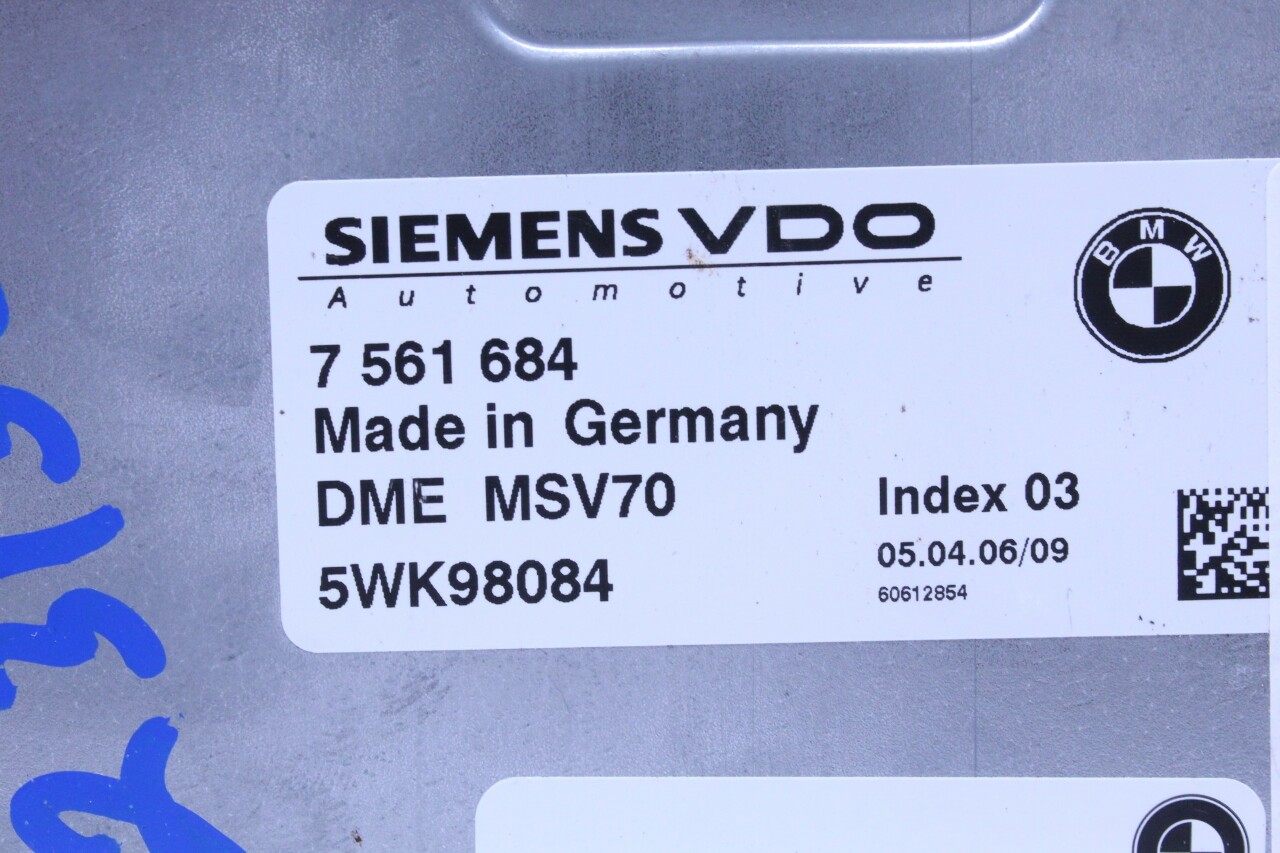 SIEMENS VDO
Automotive
BMW
7 561 684
Made in Germany
DME MSV70
Index 03
05.04.06/09
5WK98084
60612854